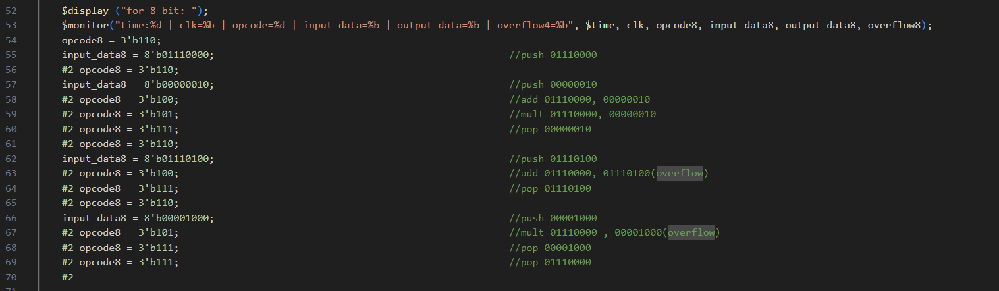 52 $display ("for 8 bit: ");
53 $monitor("time:%d | clk=%b | opcode=%d | input_data=%b | output_data=%b | overflow4=%b", $time, clk, opcode8, input_data8, output_data8, overflow8);
54 opcode8 = 3'b110;
55 input_data8 = 8'b01110000; //push 01110000
56 #2 opcode8 = 3'b110;
57 input_data8 = 8'b00000010; //push 00000010
58 #2 opcode8 = 3'b100; //add 01110000, 00000010
59 #2 opcode8 = 3'b101; //mult 01110000, 00000010
60 #2 opcode8 = 3'b111; //pop 00000010
61 #2 opcode8 = 3'b110;
62 input_data8 = 8'b01110100; //push 01110100
63 #2 opcode8 = 3'b100; //add 01110000, 01110100(overflow)
64 #2 opcode8 = 3'b111; //pop 01110100
65 #2 opcode8 = 3'b110;
66 input_data8 = 8'b00001000; //push 00001000
67 #2 opcode8 = 3'b101; //mult 01110000 , 00001000(overflow)
68 #2 opcode8 = 3'b111; //pop 00001000
69 #2 opcode8 = 3'b111; //pop 01110000
70 #2